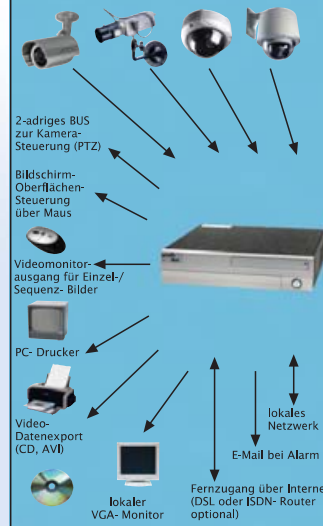 2-adriges BUS
zur Kamera-
Steuerung (PTZ)
Bildschirm-
Oberflächen-
Steuerung
über Maus
Videomonitor-
ausgang für Einzel-/
Sequenz- Bilder
PC- Drucker
Video-
Datenexport
(CD, AVI)
lokaler
VGA- Monitor
lokales
Netzwerk
E-Mail bei Alarm
Fernzugang über Interne
(DSL oder ISDN- Router
optional)